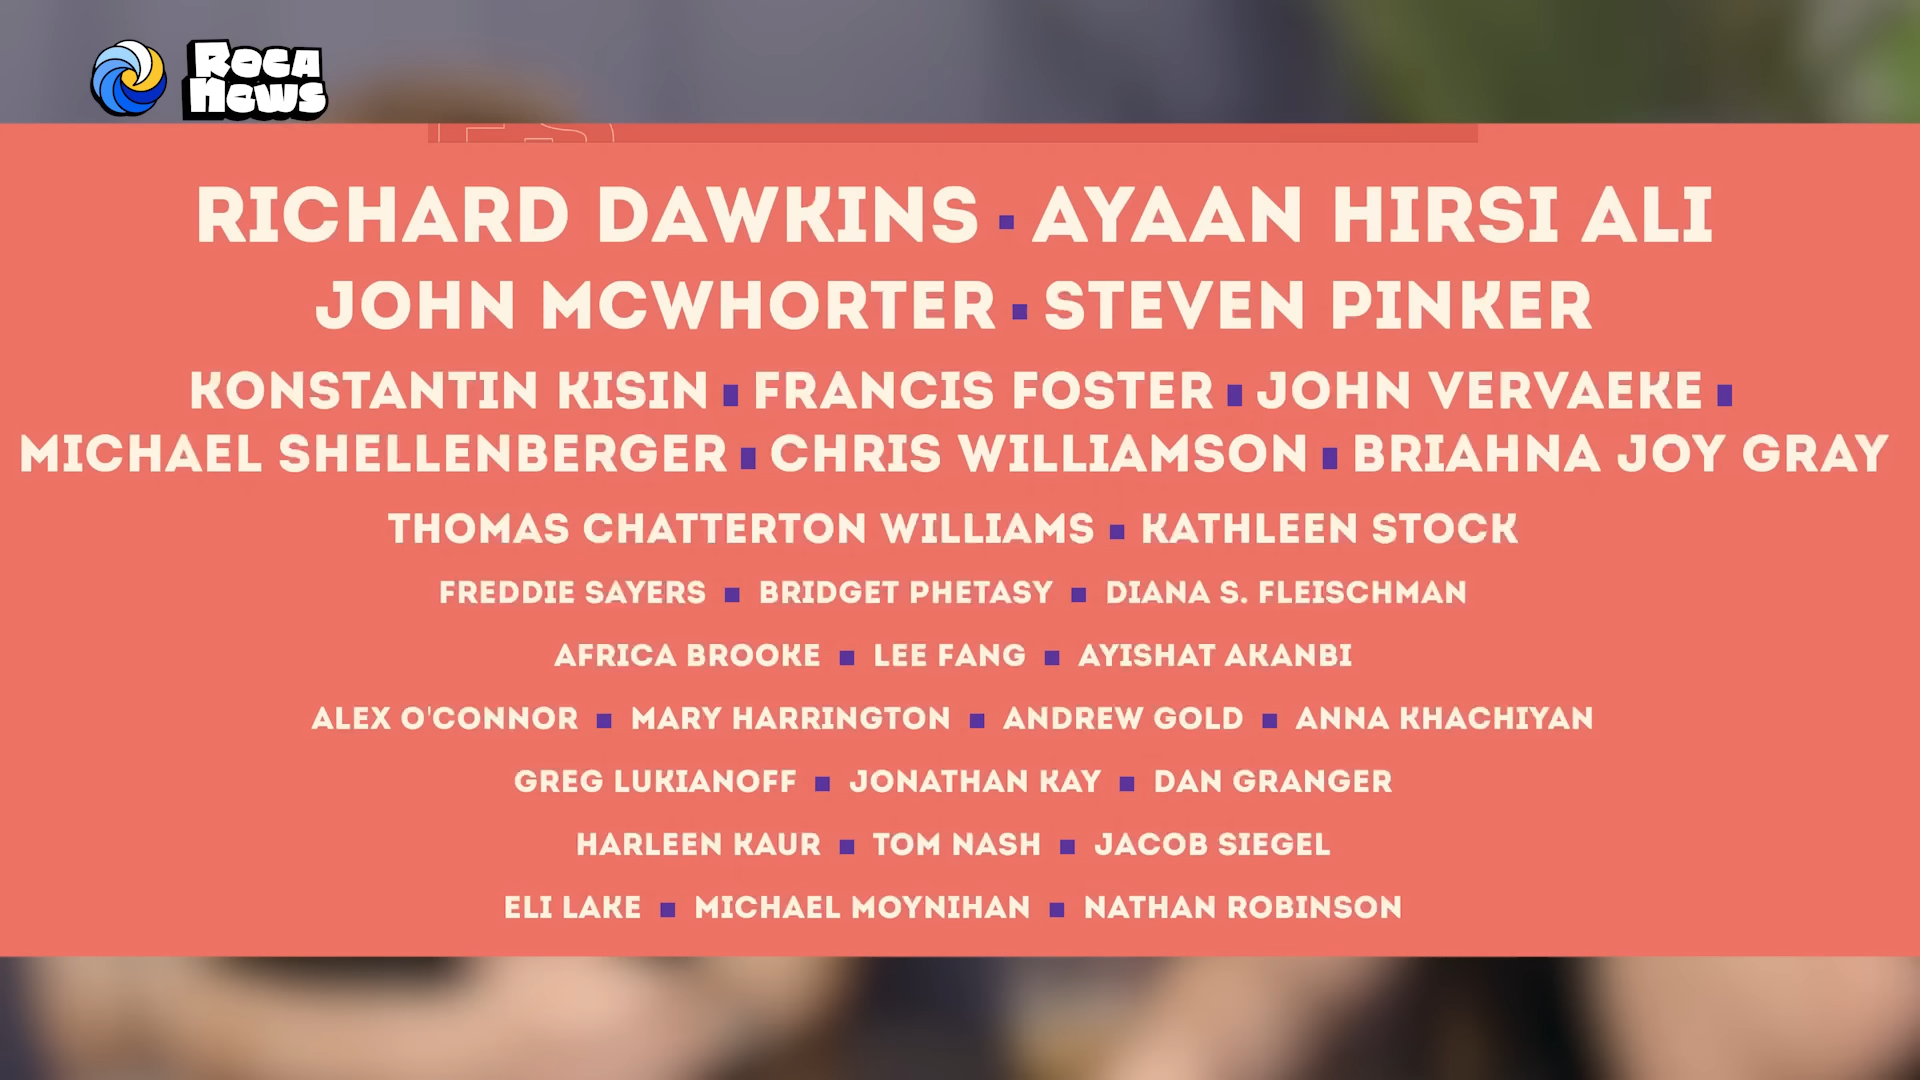 Roca
News
RICHARD DAWKINS ▪ AYAAN HIRSI ALI
JOHN MCWHORTER ▪ STEVEN PINKER
KONSTANTIN KISIN ▪ FRANCIS FOSTER ▪ JOHN VERVAEKE ▪
MICHAEL SHELLENBERGER ▪ CHRIS WILLIAMSON ▪ BRIAHNA JOY GRAY
THOMAS CHATTERTON WILLIAMS ▪ KATHLEEN STOCK
FREDDIE SAYERS ▪ BRIDGET PHETASY ▪ DIANA S. FLEISCHMAN
AFRICA BROOKE ▪ LEE FANG ▪ AYISHAT AKANBI
ALEX O'CONNOR ▪ MARY HARRINGTON ▪ ANDREW GOLD ▪ ANNA KHACHIYAN
GREG LUKIANOFF ▪ JONATHAN KAY ▪ DAN GRANGER
HARLEEN KAUR ▪ TOM NASH ▪ JACOB SIEGEL
ELI LAKE ▪ MICHAEL MOYNIHAN ▪ NATHAN ROBINSON